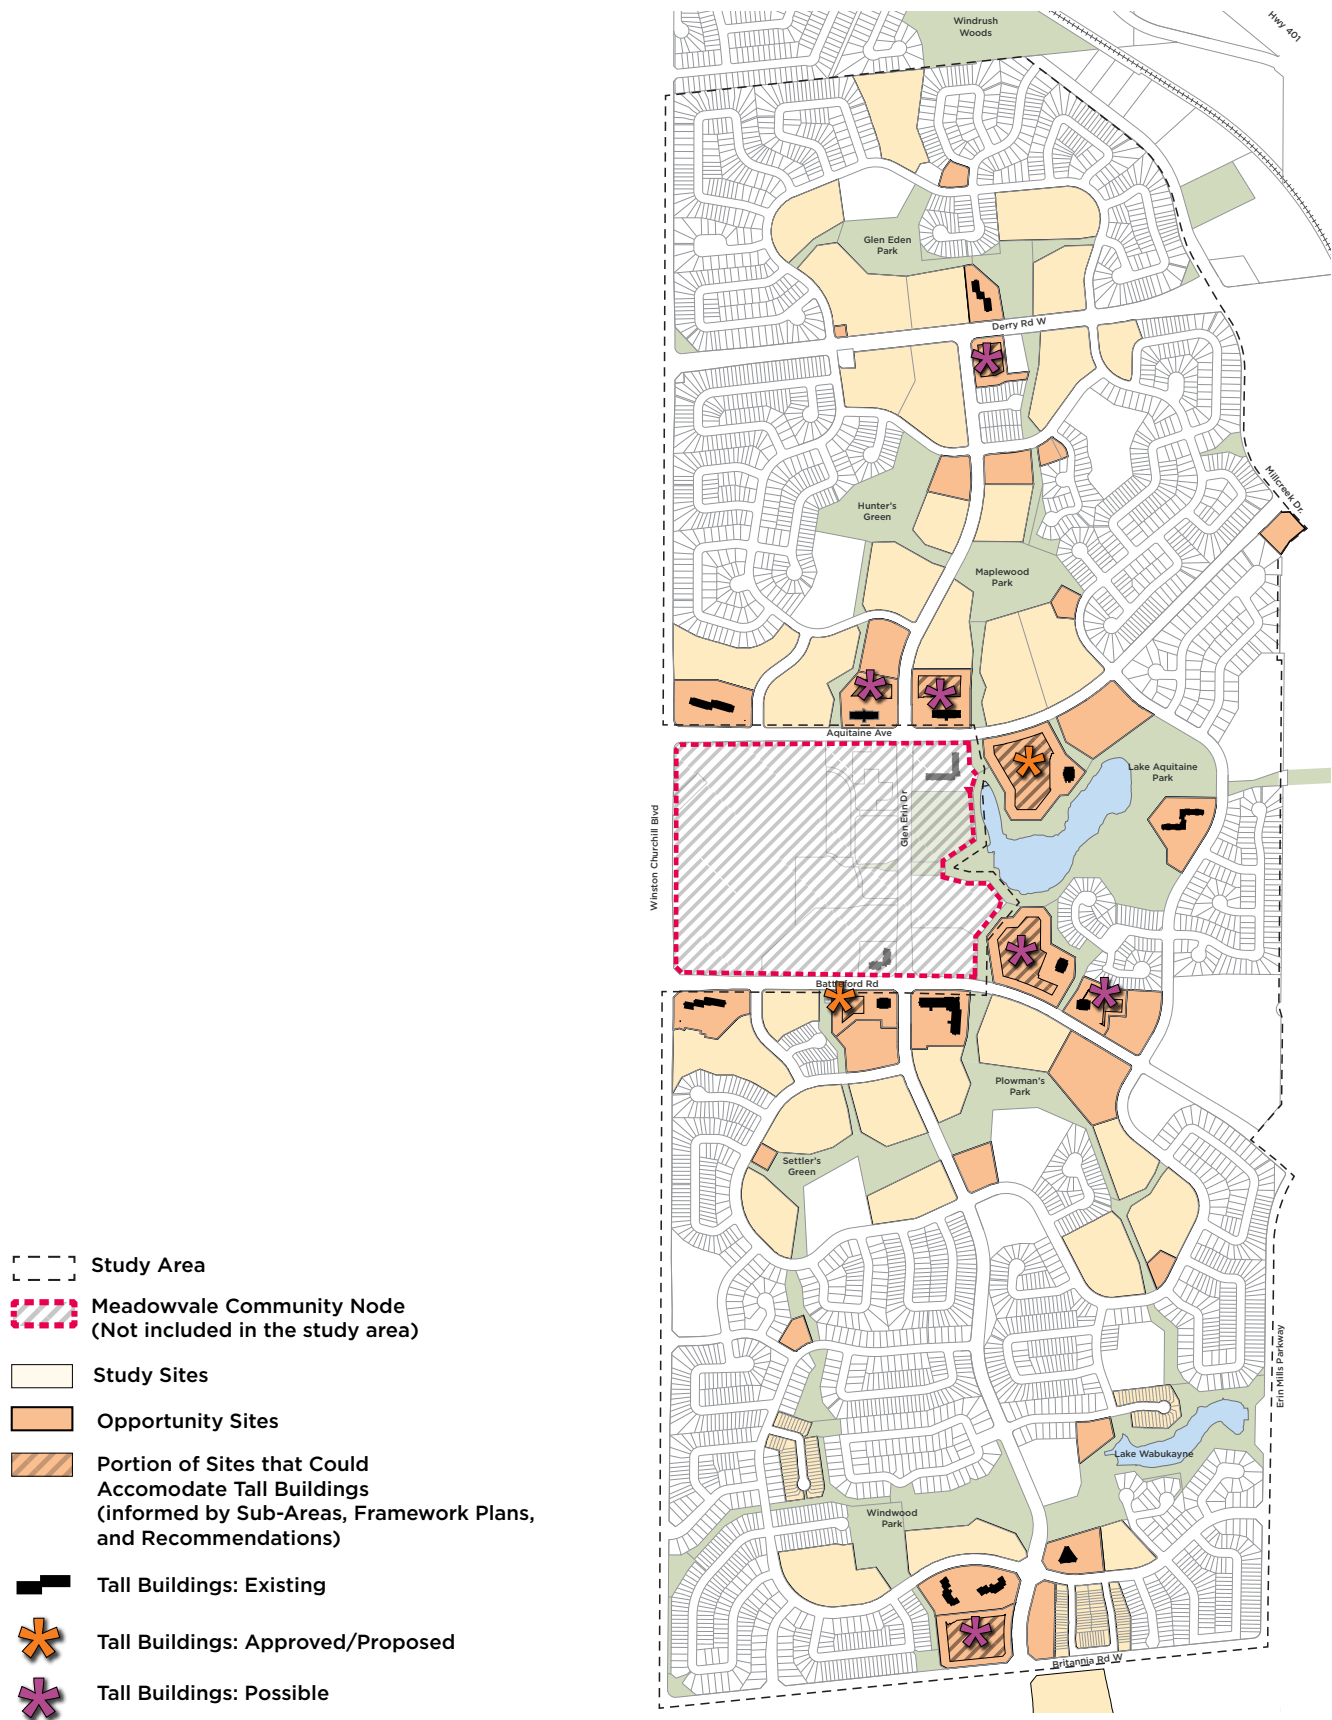 Windrush
Woods
Hwy 401
Glen Eden
Park
Derry Rd W
Millcreek Dr.
Hunter's
Green
Maplewood
Park
Aquitaine Ave
Lake Aquitaine
Park
Glen Erin Dr
Winston Churchill Blvd
Battleford Rd
Plowman's
Park
Settler's
Green
Erin Mills Parkway
Lake Wabukayne
Windwood
Park
Britannia Rd W
Study Area
Meadowvale Community Node
(Not included in the study area)
Study Sites
Opportunity Sites
Portion of Sites that Could
Accomodate Tall Buildings
(informed by Sub-Areas, Framework Plans,
and Recommendations)
Tall Buildings: Existing
Tall Buildings: Approved/Proposed
Tall Buildings: Possible